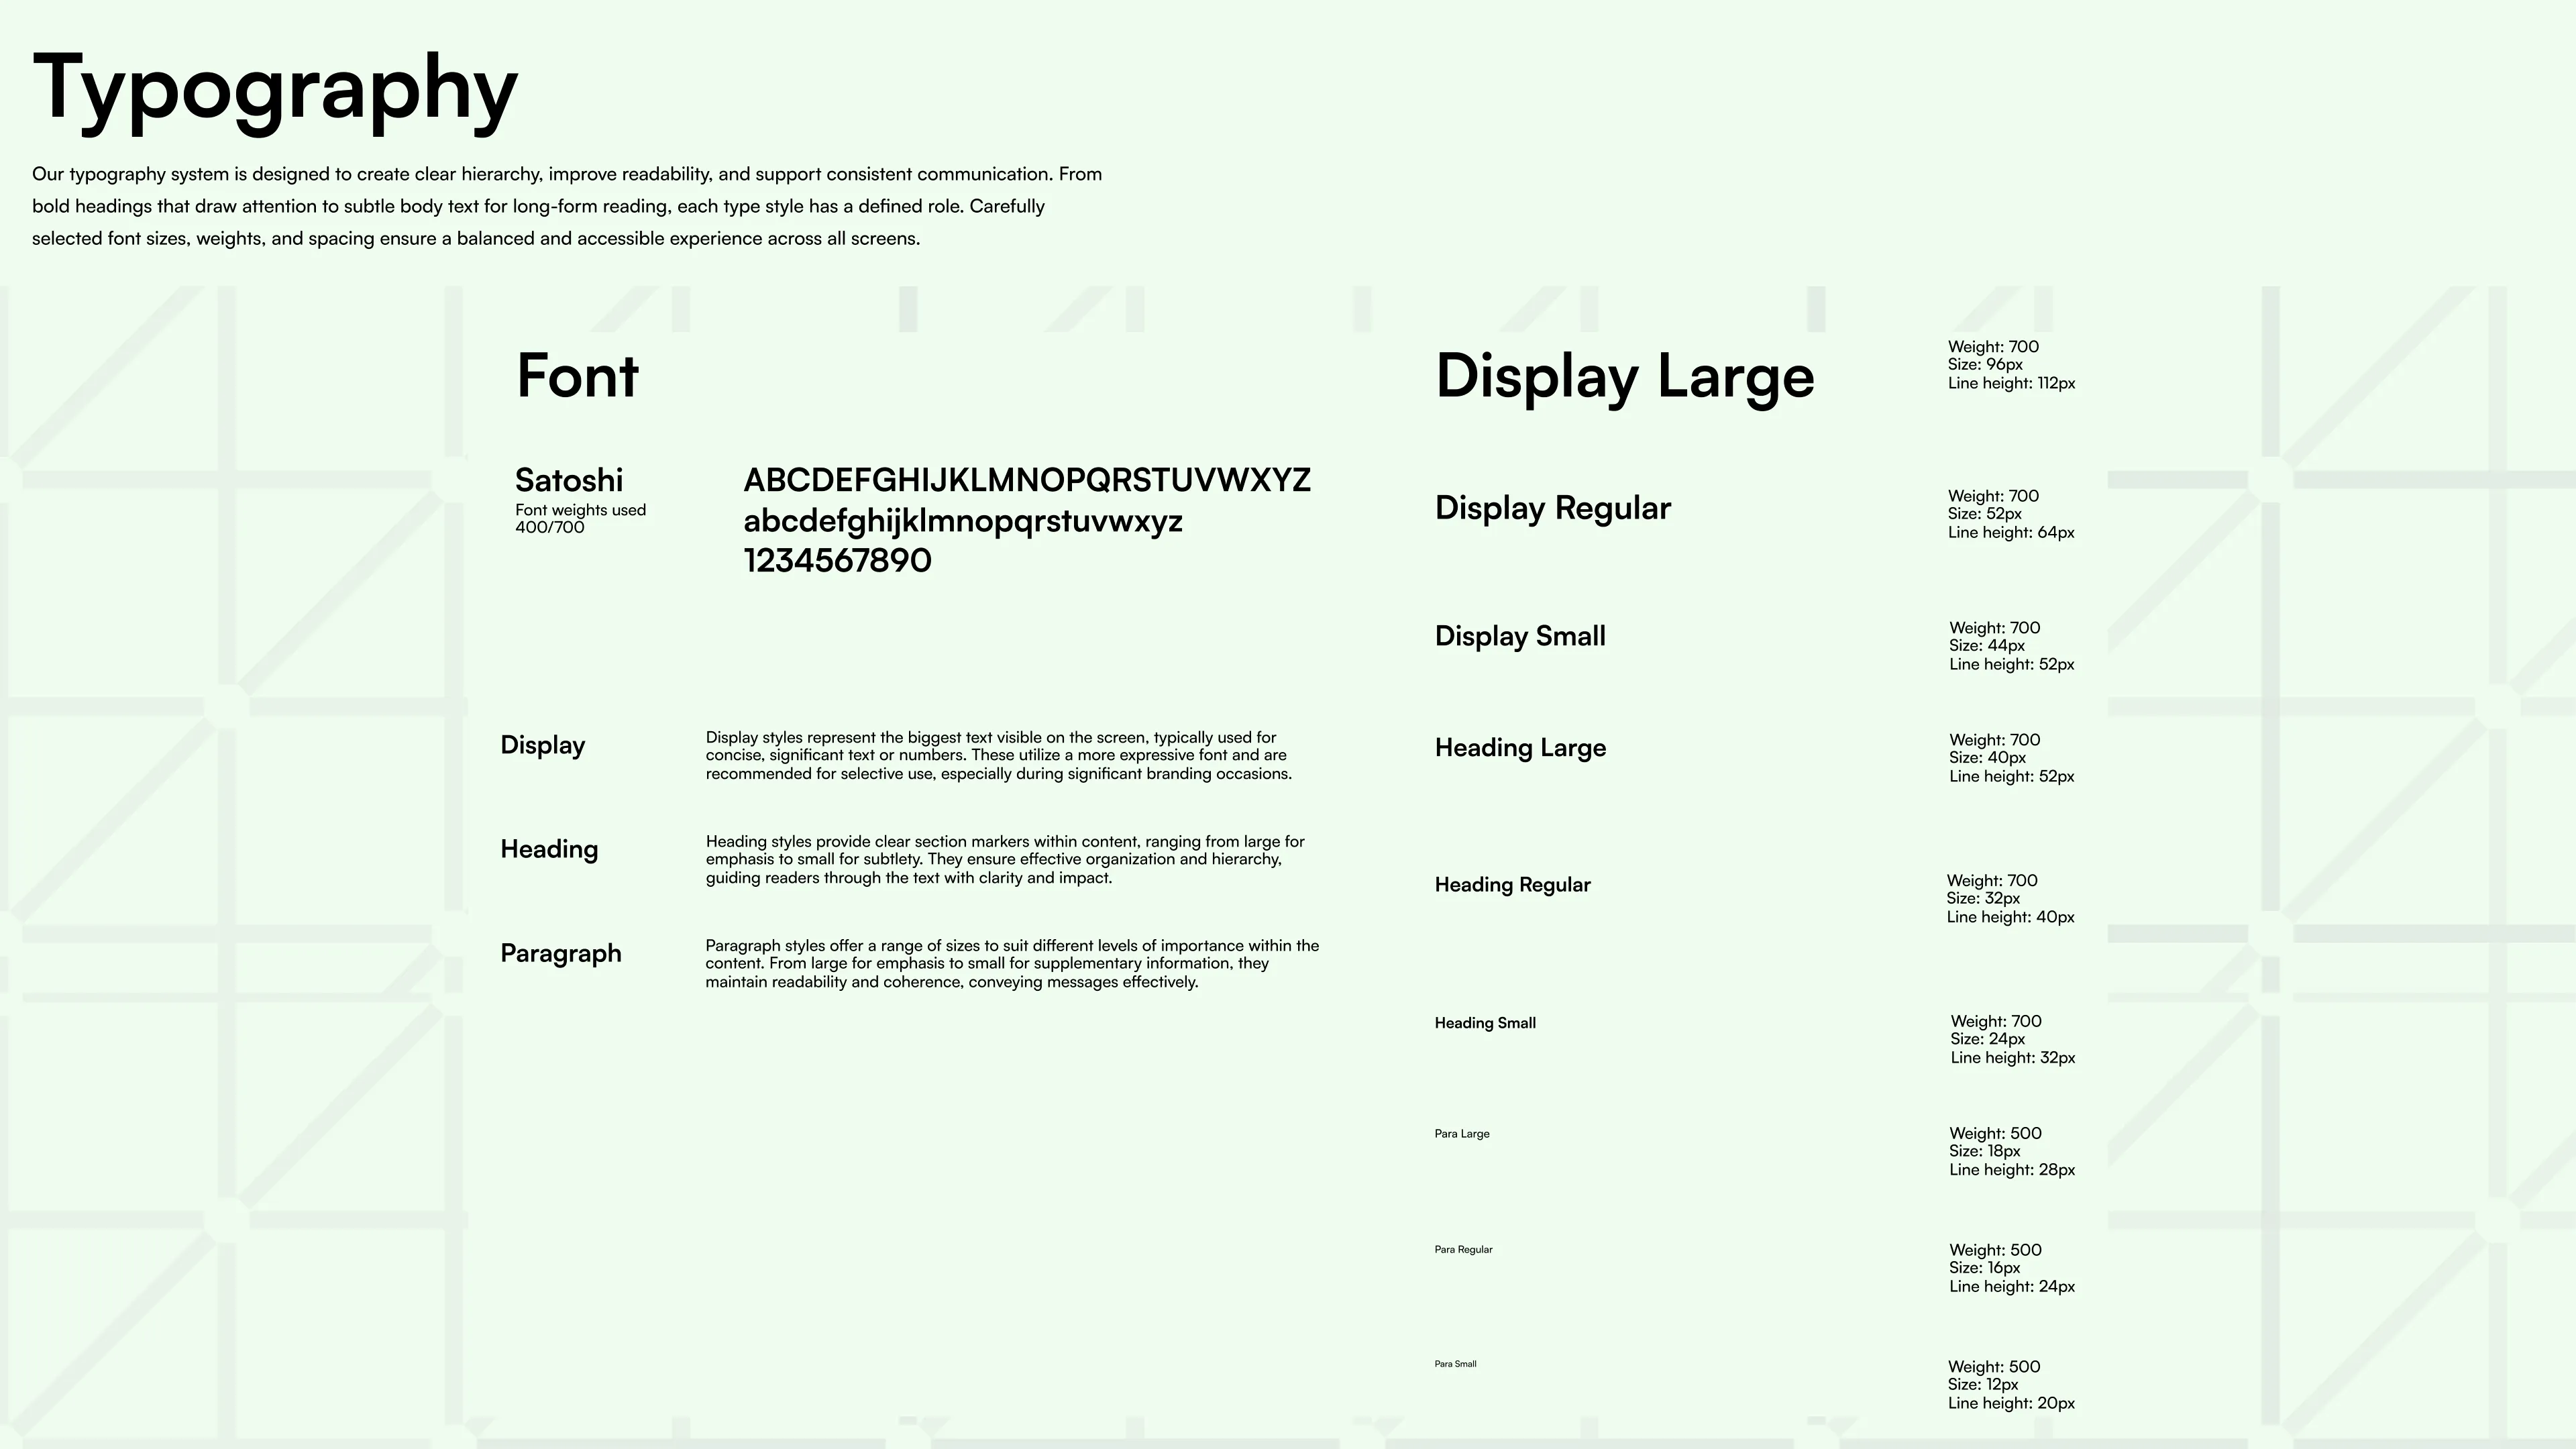 Typography
Our typography system is designed to create clear hierarchy, improve readability, and support consistent communication. From
bold headings that draw attention to subtle body text for long-form reading, each type style has a defined role. Carefully
selected font sizes, weights, and spacing ensure a balanced and accessible experience across all screens.
Font
Satoshi
Font weights used
400/700
ABCDEFGHIJKLMNOPQRSTUVWXYZ
abcdefghijklmnopqrstuvwxyz
1234567890
Display
Display styles represent the biggest text visible on the screen, typically used for
concise, significant text or numbers. These utilize a more expressive font and are
recommended for selective use, especially during significant branding occasions.
Heading
Heading styles provide clear section markers within content, ranging from large for
emphasis to small for subtlety. They ensure effective organization and hierarchy,
guiding readers through the text with clarity and impact.
Paragraph
Paragraph styles offer a range of sizes to suit different levels of importance within the
content. From large for emphasis to small for supplementary information, they
maintain readability and coherence, conveying messages effectively.
Display Large
Weight: 700
Size: 96px
Line height: 112px
Display Regular
Weight: 700
Size: 52px
Line height: 64px
Display Small
Weight: 700
Size: 44px
Line height: 52px
Heading Large
Weight: 700
Size: 40px
Line height: 52px
Heading Regular
Weight: 700
Size: 32px
Line height: 40px
Heading Small
Weight: 700
Size: 24px
Line height: 32px
Para Large
Weight: 500
Size: 18px
Line height: 28px
Para Regular
Weight: 500
Size: 16px
Line height: 24px
Para Small
Weight: 500
Size: 12px
Line height: 20px